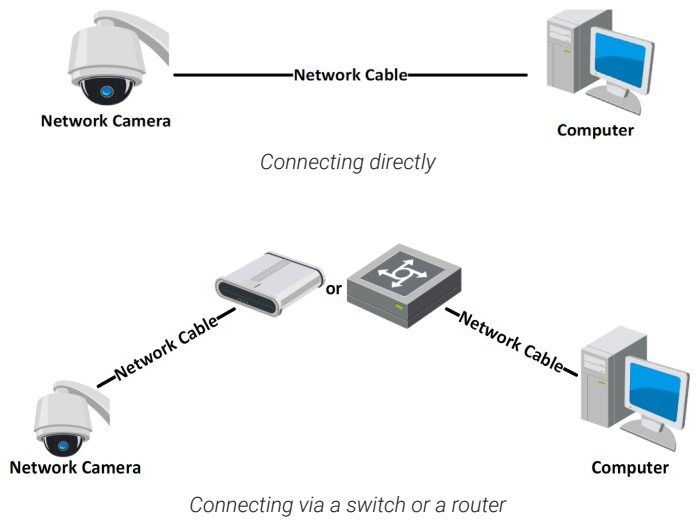 Network Cable
Network Camera
Computer
Connecting directly
or
Network Cable
Network Cable
Network Camera
Computer
Connecting via a switch or a router